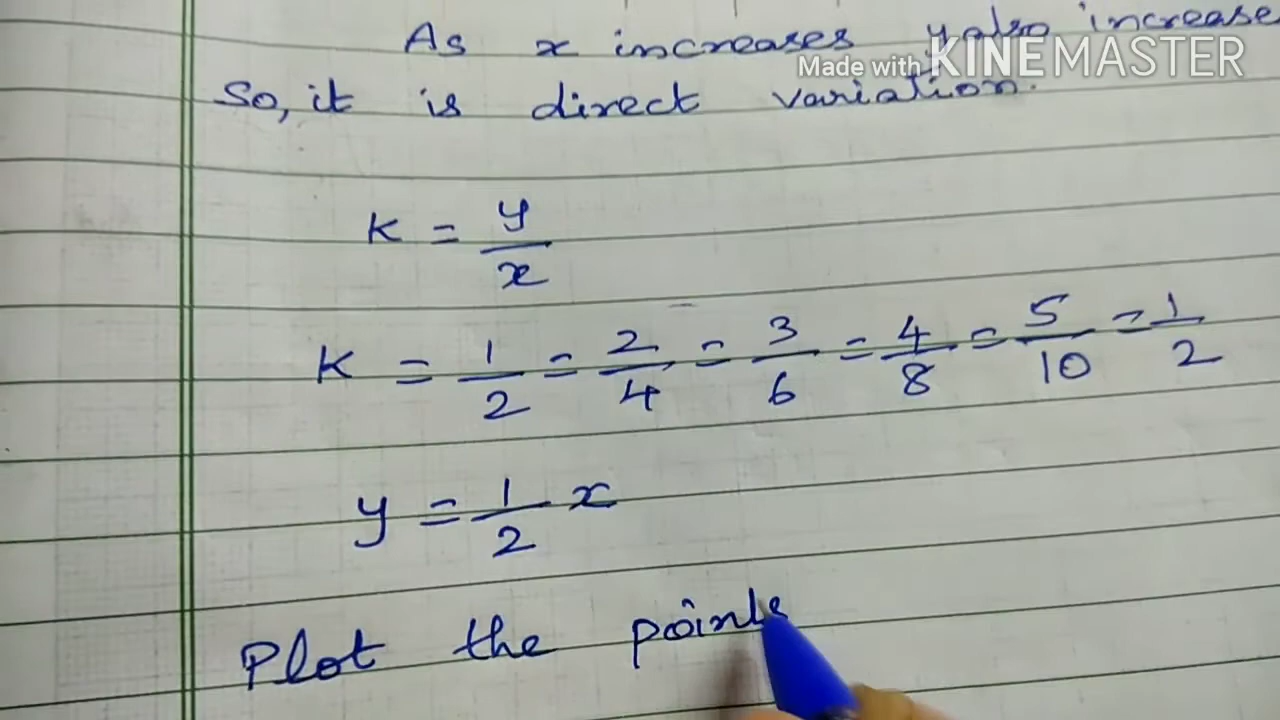 As x increases y also increase
Made with KINEMASTER
So, it is direct variation.
K = y/x
K = 1/2 = 2/4 = 3/6 = 4/8 = 5/10 = 1/2
y = 1/2 x
Plot the points